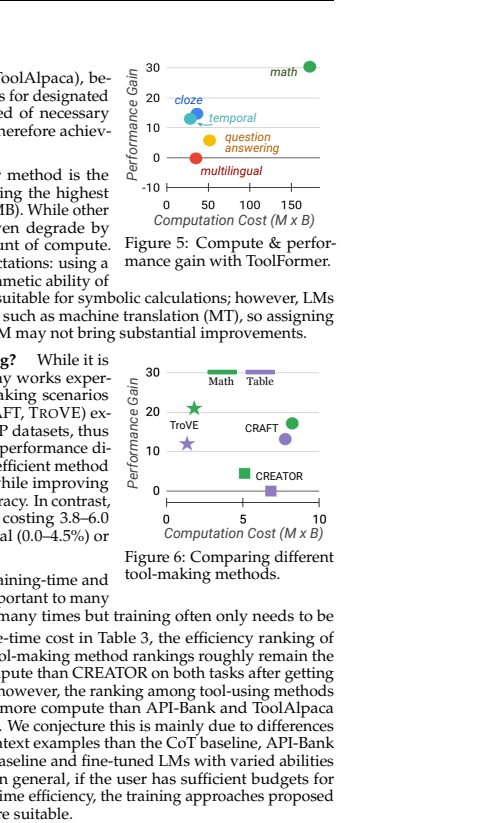 ToolAlpaca), be-
s for designated
ed of necessary
herefore achiev-
method is the
ing the highest
MB). While other
ven degrade by
unt of compute.
ctations: using a
metic ability of
suitable for symbolic calculations; however, LMs
such as machine translation (MT), so assigning
M may not bring substantial improvements.
Performance Gain
30
20
10
0
-10
math
cloze
temporal
question
answering
multilingual
0 50 100 150
Computation Cost (M x B)
Figure 5: Compute & perfor-
mance gain with ToolFormer.
ng? While it is
ny works exper-
aking scenarios
AFT, TROVE) ex-
P datasets, thus
performance di-
efficient method
while improving
racy. In contrast,
costing 3.8–6.0
al (0.0–4.5%) or
Performance Gain
30
20
10
0
Math Table
TroVE
CRAFT
CREATOR
0 5 10
Computation Cost (M x B)
Figure 6: Comparing different
tool-making methods.
aining-time and
portant to many
many times but training often only needs to be
e-time cost in Table 3, the efficiency ranking of
ol-making method rankings roughly remain the
pute than CREATOR on both tasks after getting
however, the ranking among tool-using methods
more compute than API-Bank and ToolAlpaca
. We conjecture this is mainly due to differences
ntext examples than the CoT baseline, API-Bank
aseline and fine-tuned LMs with varied abilities
n general, if the user has sufficient budgets for
ime efficiency, the training approaches proposed
re suitable.